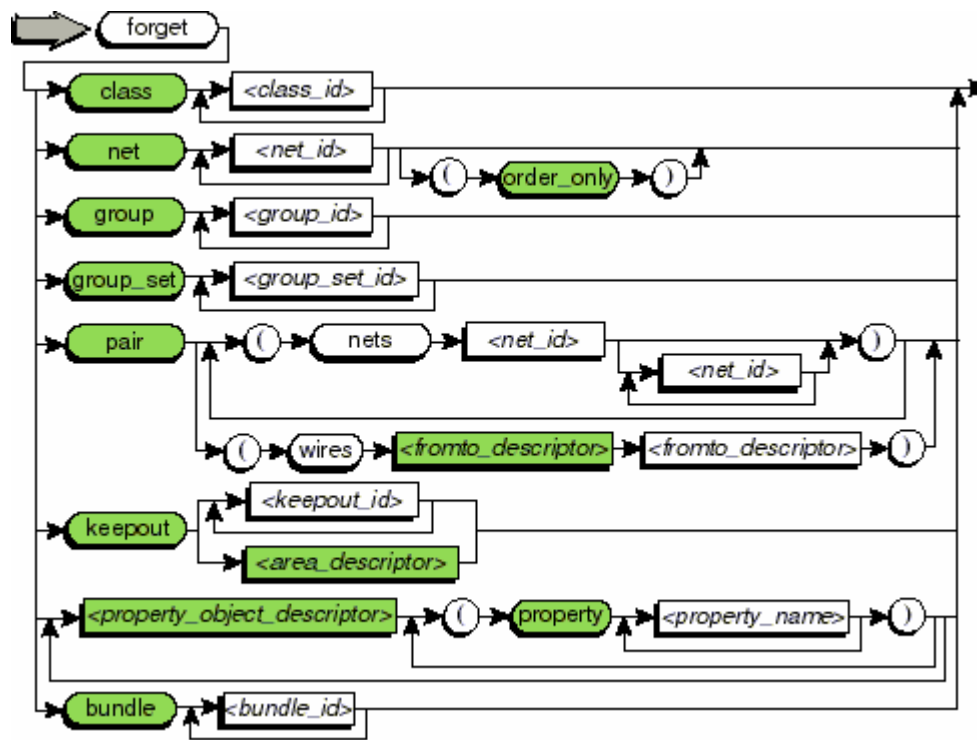 forget
class <class_id>
net <net_id>
( order_only )
group <group_id>
group_set <group_set_id>
pair ( nets <net_id> )
<net_id>
( wires <fromto_descriptor> <fromto_descriptor> )
<keepout_id>
keepout
<area_descriptor>
<property_object_descriptor> ( property <property_name> )
bundle <bundle_id>